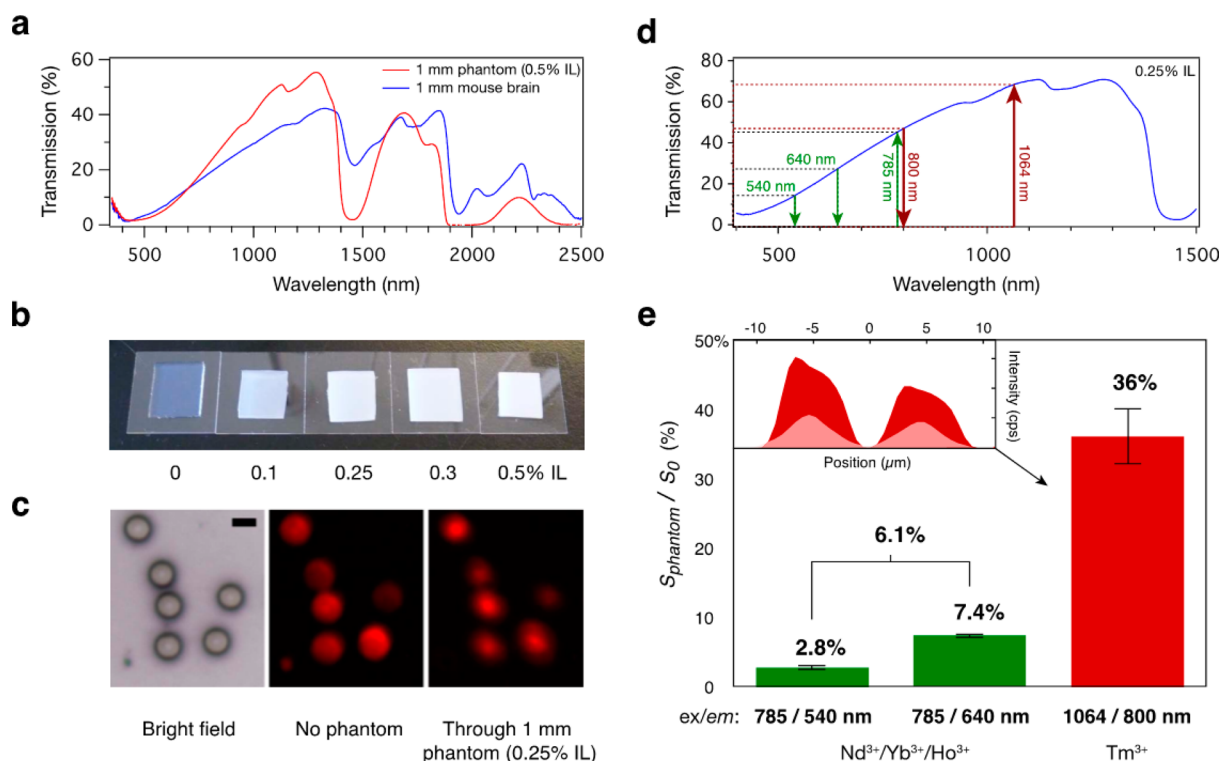 a
60
40
20
0
Transmission (%)
1 mm phantom (0.5% IL)
1 mm mouse brain
500 1000 1500 2000 2500
Wavelength (nm)
b
0 0.1 0.25 0.3 0.5% IL
c
Bright field
No phantom
Through 1 mm
phantom (0.25% IL)
d
80
60
40
20
0
Transmission (%)
0.25% IL
540 nm
640 nm
785 nm
800 nm
1064 nm
500 1000 1500
Wavelength (nm)
e
50%
40
30
20
10
0
Sphantom / S0 (%)
-10 -5 0 5 10
Intensity (cps)
Position (μm)
6.1%
2.8%
7.4%
36%
ex/em: 785 / 540 nm 785 / 640 nm 1064 / 800 nm
Nd³⁺/Yb³⁺/Ho³⁺ Tm³⁺